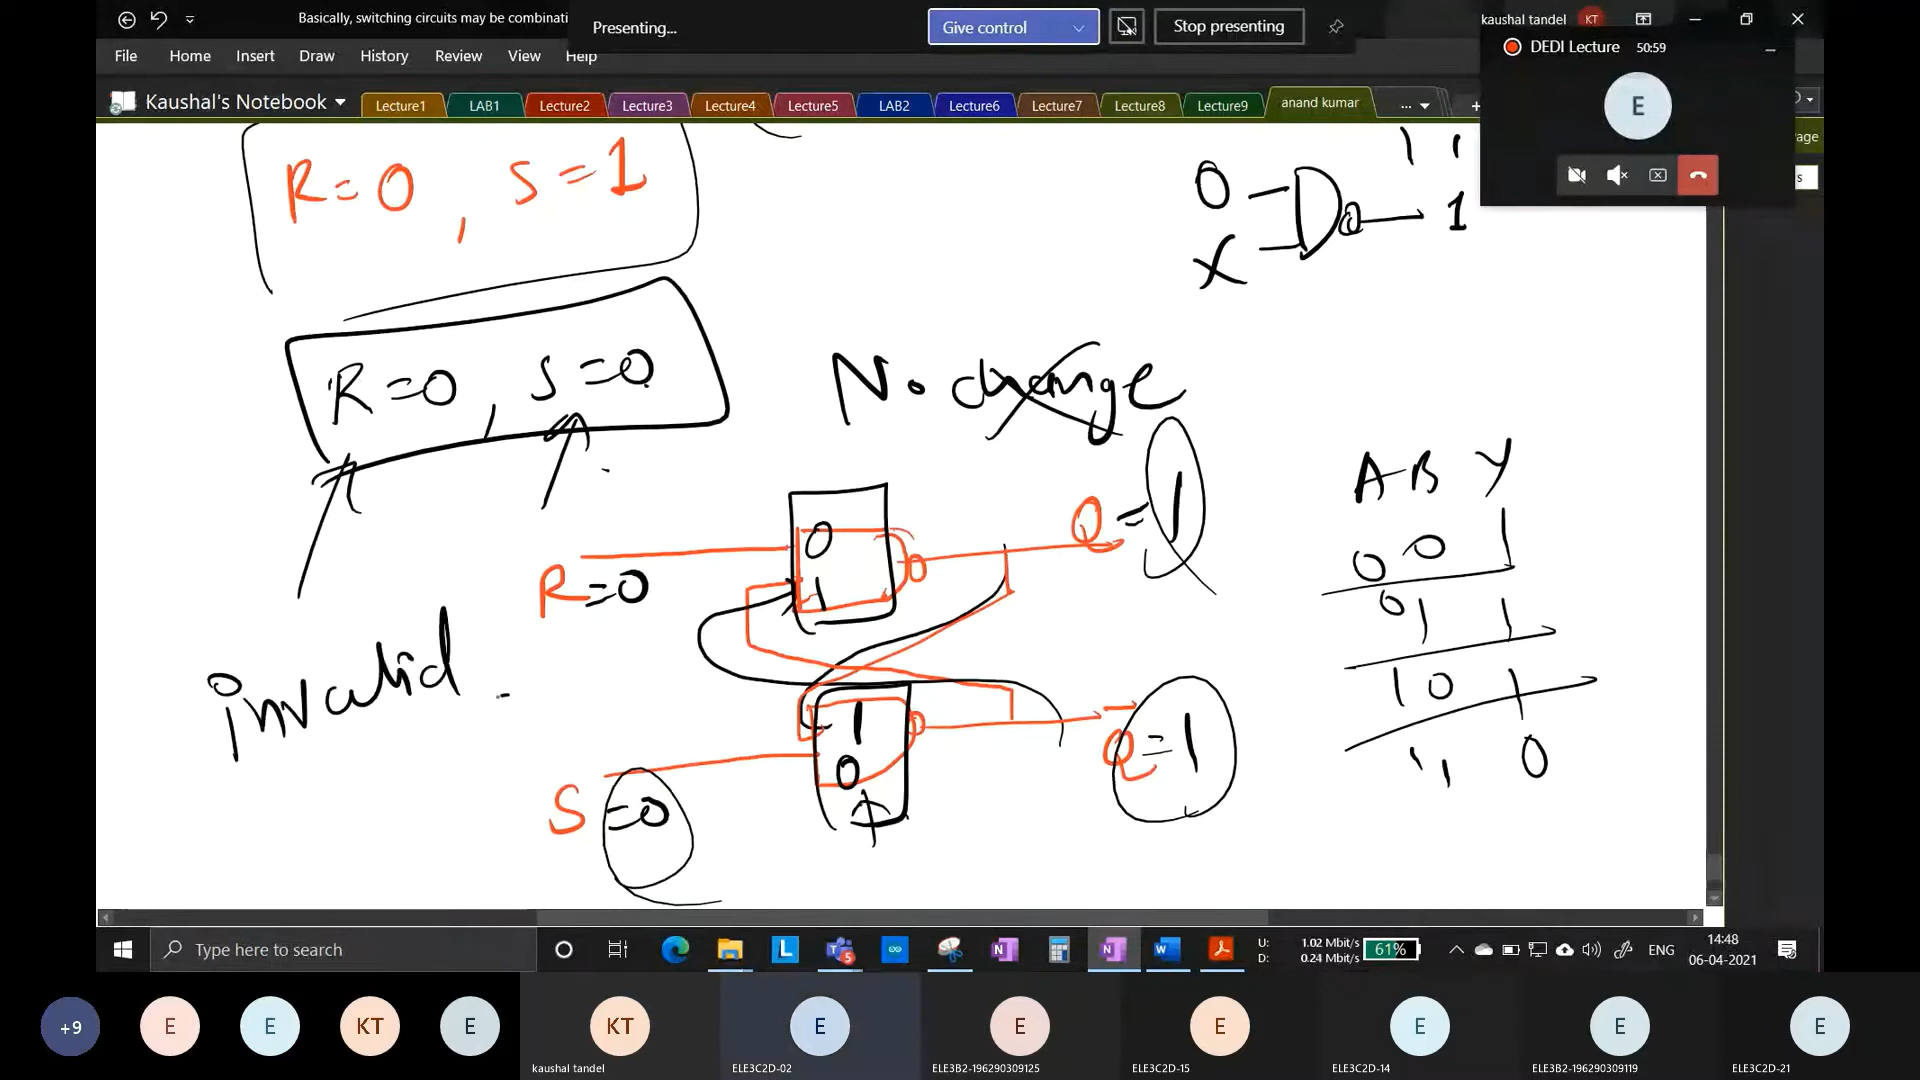 Basically, switching circuits may be combinati
Presenting...
Give control
Stop presenting
kaushal tandel KT
DEDI Lecture 50:59
E
File Home Insert Draw History Review View Help
Kaushal's Notebook
Lecture1 LAB1 Lecture2 Lecture3 Lecture4 Lecture5 LAB2 Lecture6 Lecture7 Lecture8 Lecture9 anand kumar ... +
R=0, S=1
0
X
1
R=0, S=0
No change
A B Y
0 0 1
0 1 1
1 0 1
1 1 0
R=0
0
1
Q=1
invalid
1
0
Q̅=1
S=0
Type here to search
U: 1.02 Mbit/s
D: 0.24 Mbit/s
61%
ENG
14:48
06-04-2021
+9 E E KT E KT E E E E E E
kaushal tandel ELE3C2D-02 ELE3B2-196290309125 ELE3C2D-15 ELE3C2D-14 ELE3B2-196290309119 ELE3C2D-21